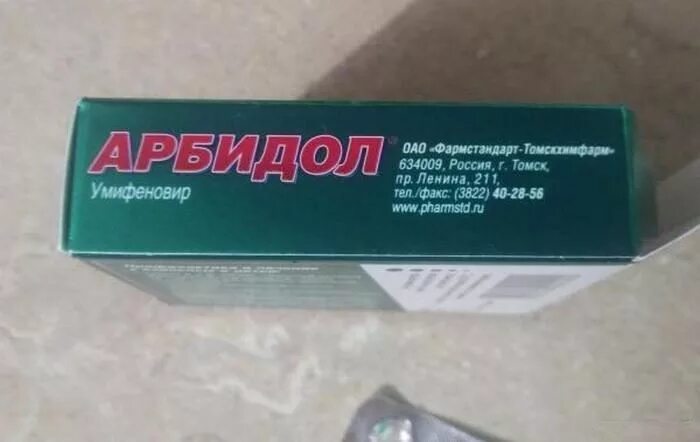 АРБИДОЛ®
Умифеновир
ОАО «Фармстандарт-Томскхимфарм»
634009, Россия, г. Томск,
пр. Ленина, 211,
тел./факс: (3822) 40-28-56
www.pharmstd.ru